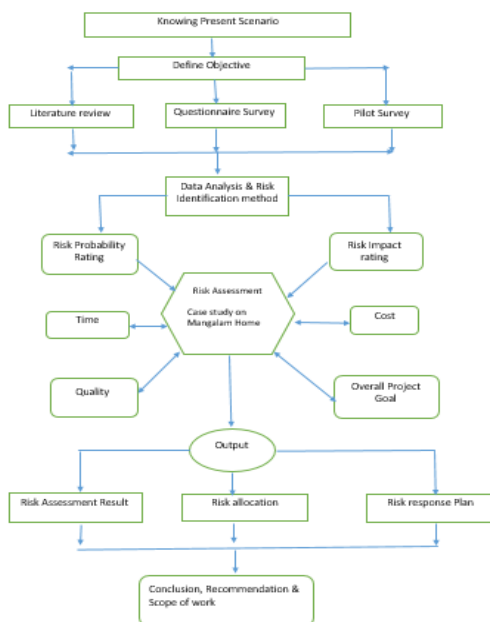 Knowing Present Scenario
Define Objective
Literature review
Questionnaire Survey
Pilot Survey
Data Analysis & Risk
Identification method
Risk Probability
Rating
Risk Impact
rating
Risk Assessment
Case study on
Mangalam Home
Time
Cost
Quality
Overall Project
Goal
Output
Risk Assessment Result
Risk allocation
Risk response Plan
Conclusion, Recommendation &
Scope of work